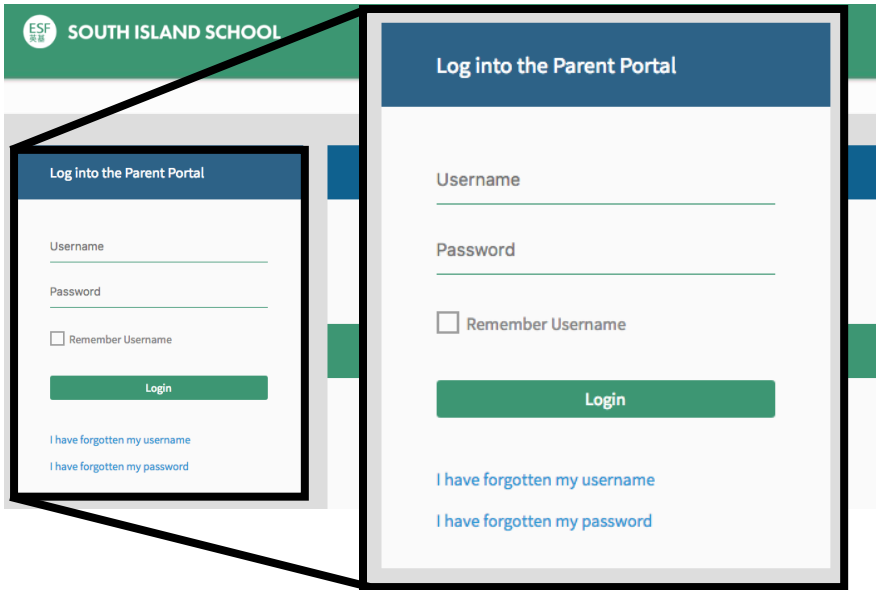 ESF
英基
SOUTH ISLAND SCHOOL
Log into the Parent Portal
Username
Password
Remember Username
Login
I have forgotten my username
I have forgotten my password
Log into the Parent Portal
Username
Password
Remember Username
Login
I have forgotten my username
I have forgotten my password